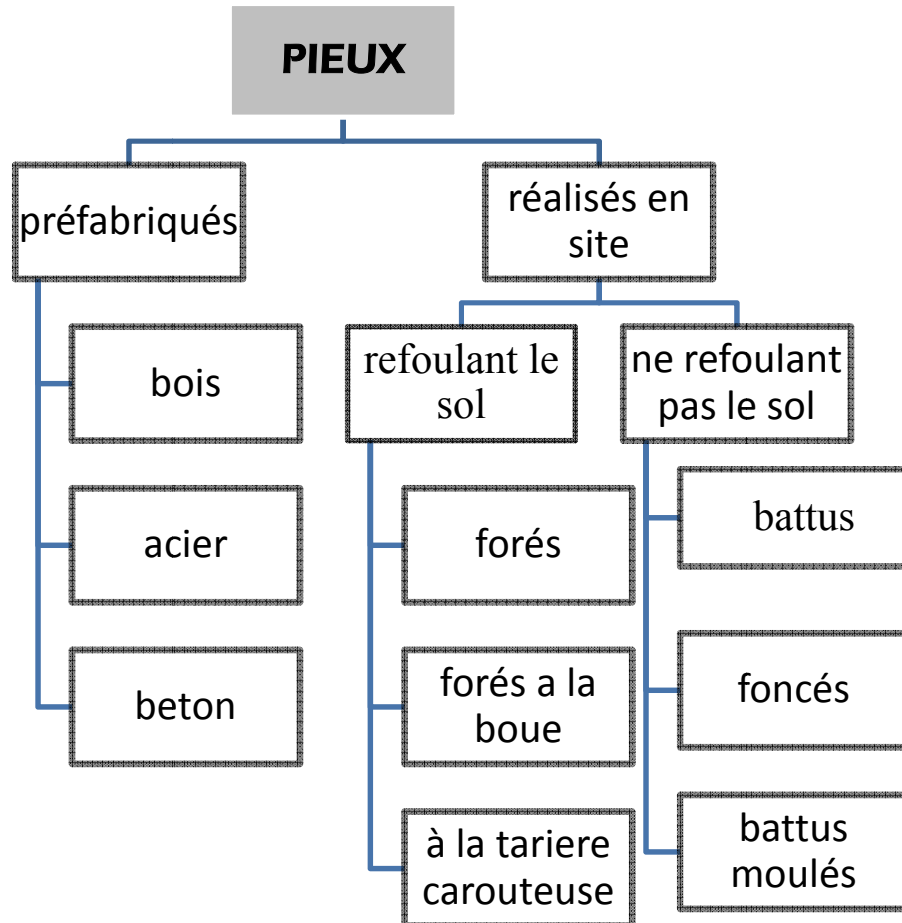 PIEUX
préfabriqués
bois
acier
beton
réalisés en
site
refoulant le
sol
forés
forés a la
boue
à la tariere
carouteuse
ne refoulant
pas le sol
battus
foncés
battus
moulés